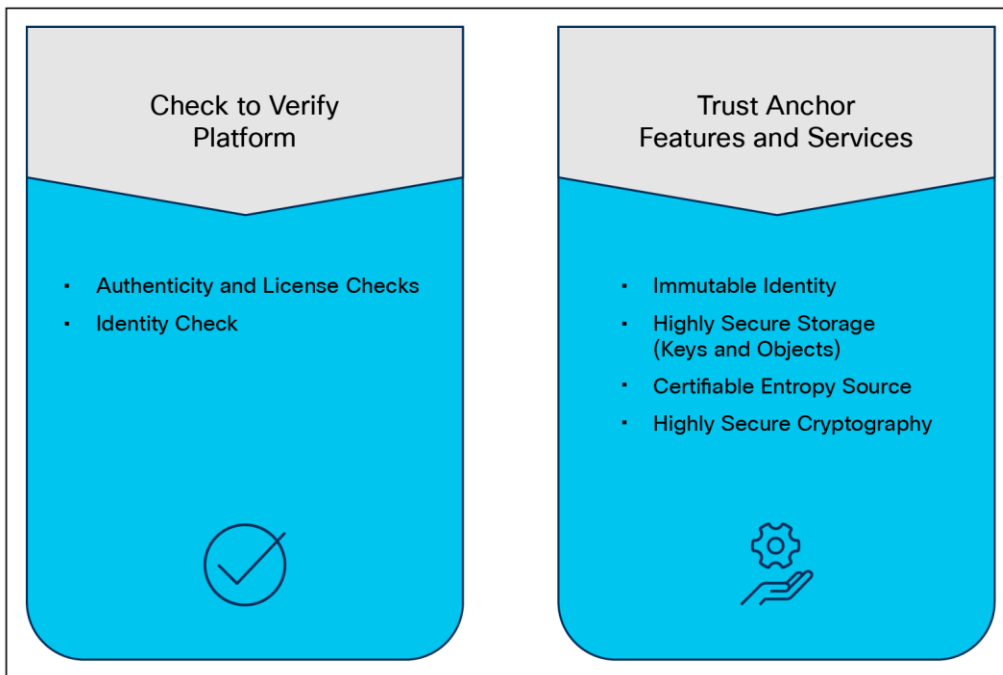 Check to Verify
Platform
▪ Authenticity and License Checks
▪ Identity Check
Trust Anchor
Features and Services
▪ Immutable Identity
▪ Highly Secure Storage
(Keys and Objects)
▪ Certifiable Entropy Source
▪ Highly Secure Cryptography